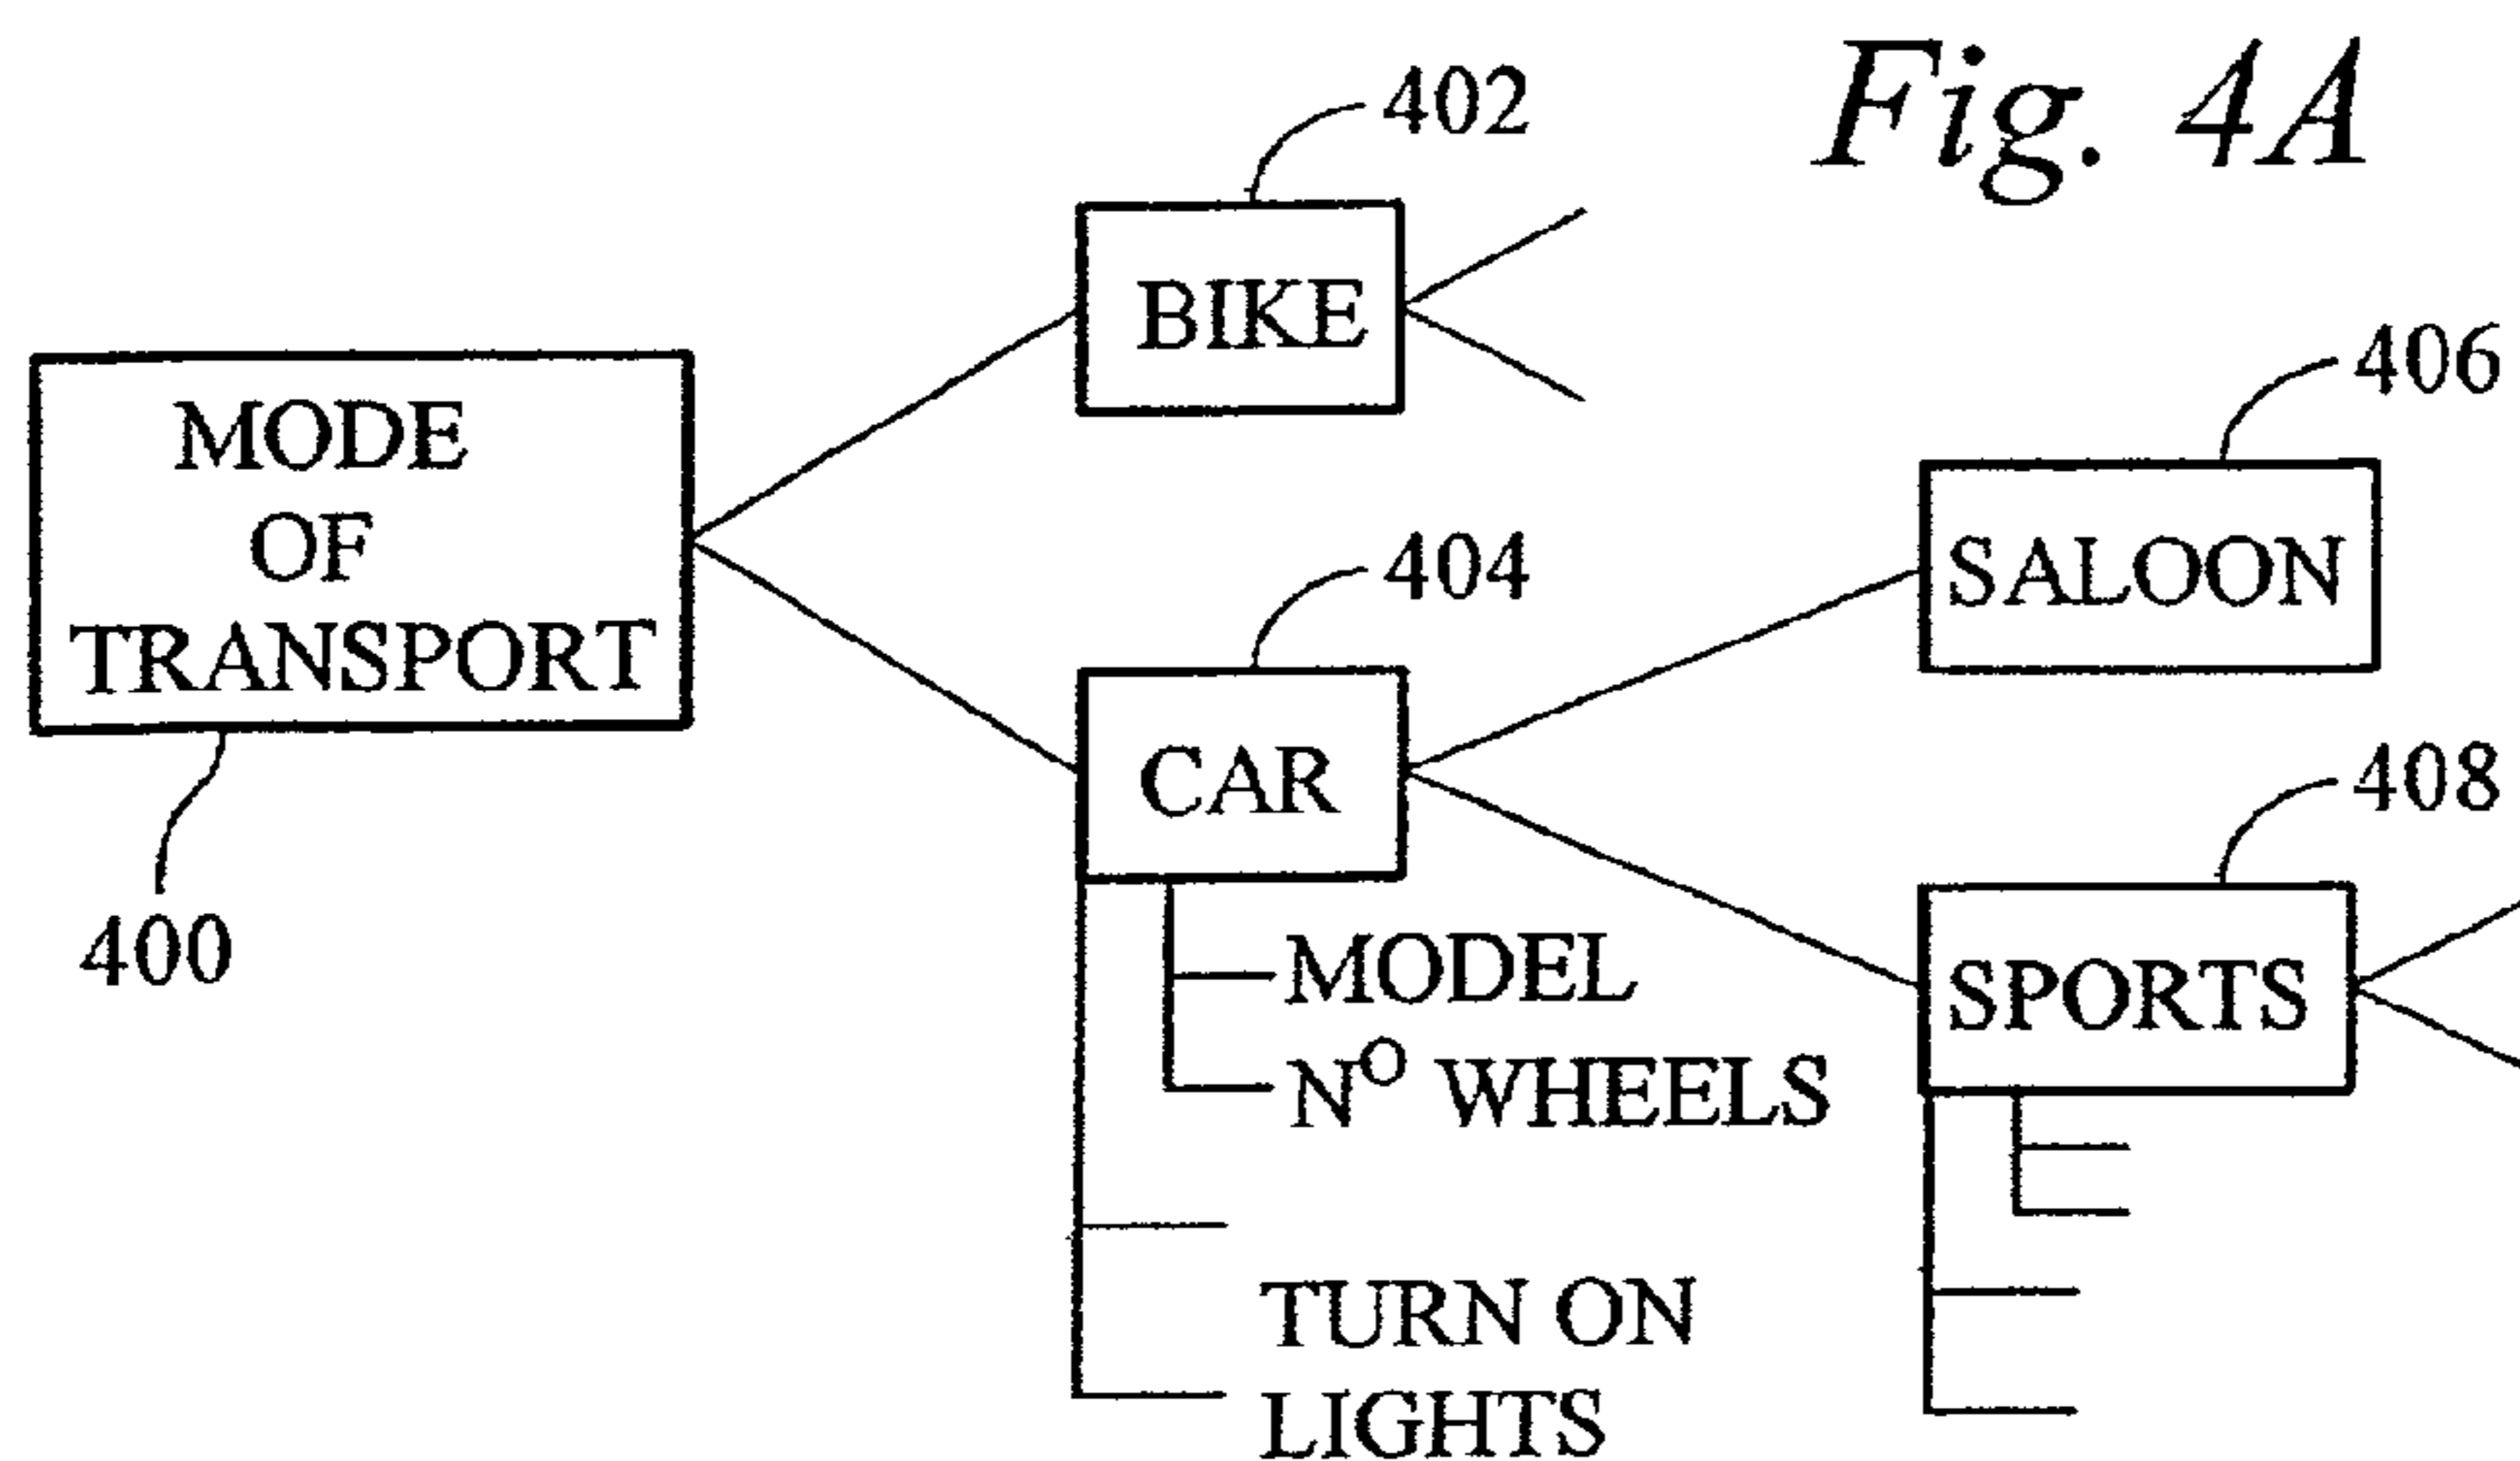 Fig. 4A
402
BIKE
406
MODE
OF
TRANSPORT
SALOON
404
CAR
408
400
MODEL
Nº WHEELS
SPORTS
TURN ON
LIGHTS